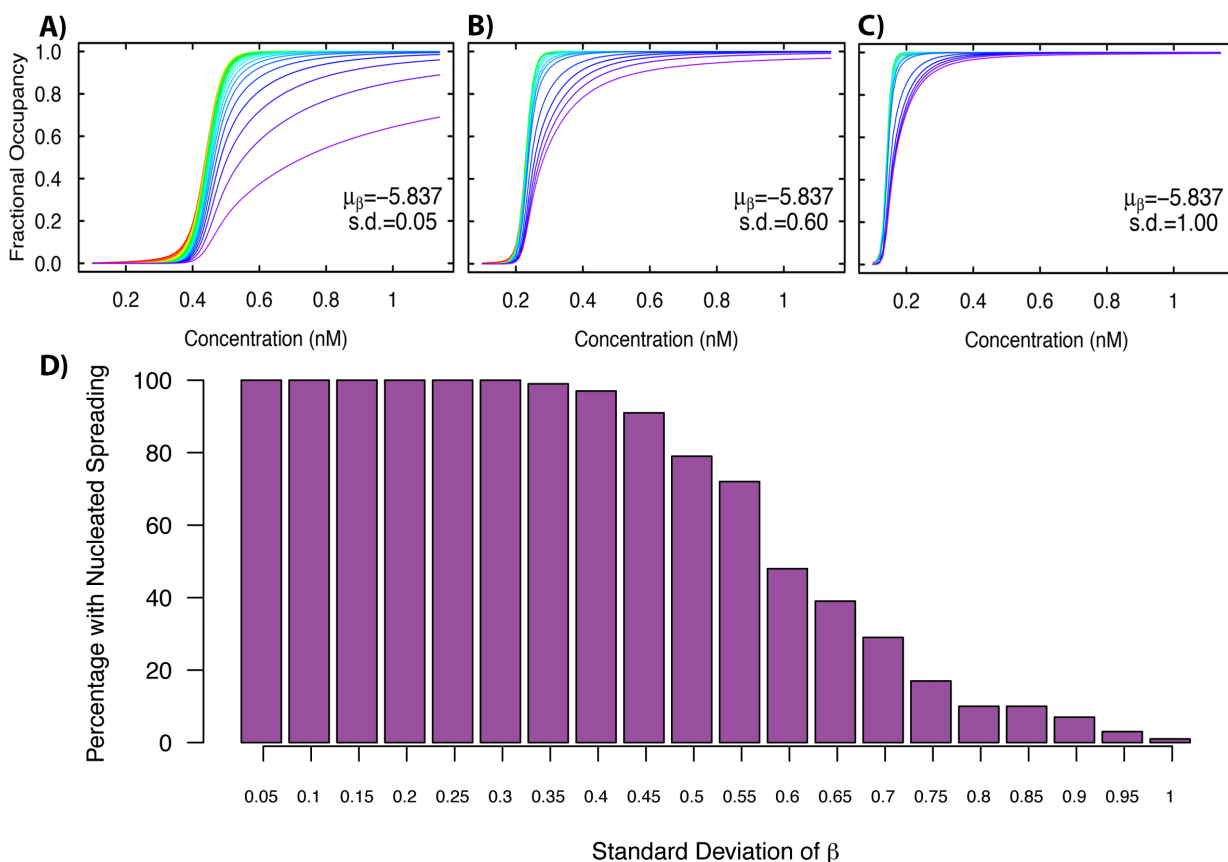 A)
B)
C)
Fractional Occupancy
1.0
0.8
0.6
0.4
0.2
0.0
μβ=−5.837
s.d.=0.05
μβ=−5.837
s.d.=0.60
μβ=−5.837
s.d.=1.00
0.2 0.4 0.6 0.8 1
0.2 0.4 0.6 0.8 1
0.2 0.4 0.6 0.8 1
Concentration (nM)
Concentration (nM)
Concentration (nM)
D)
Percentage with Nucleated Spreading
100
80
60
40
20
0
0.05 0.1 0.15 0.2 0.25 0.3 0.35 0.4 0.45 0.5 0.55 0.6 0.65 0.7 0.75 0.8 0.85 0.9 0.95 1
Standard Deviation of β